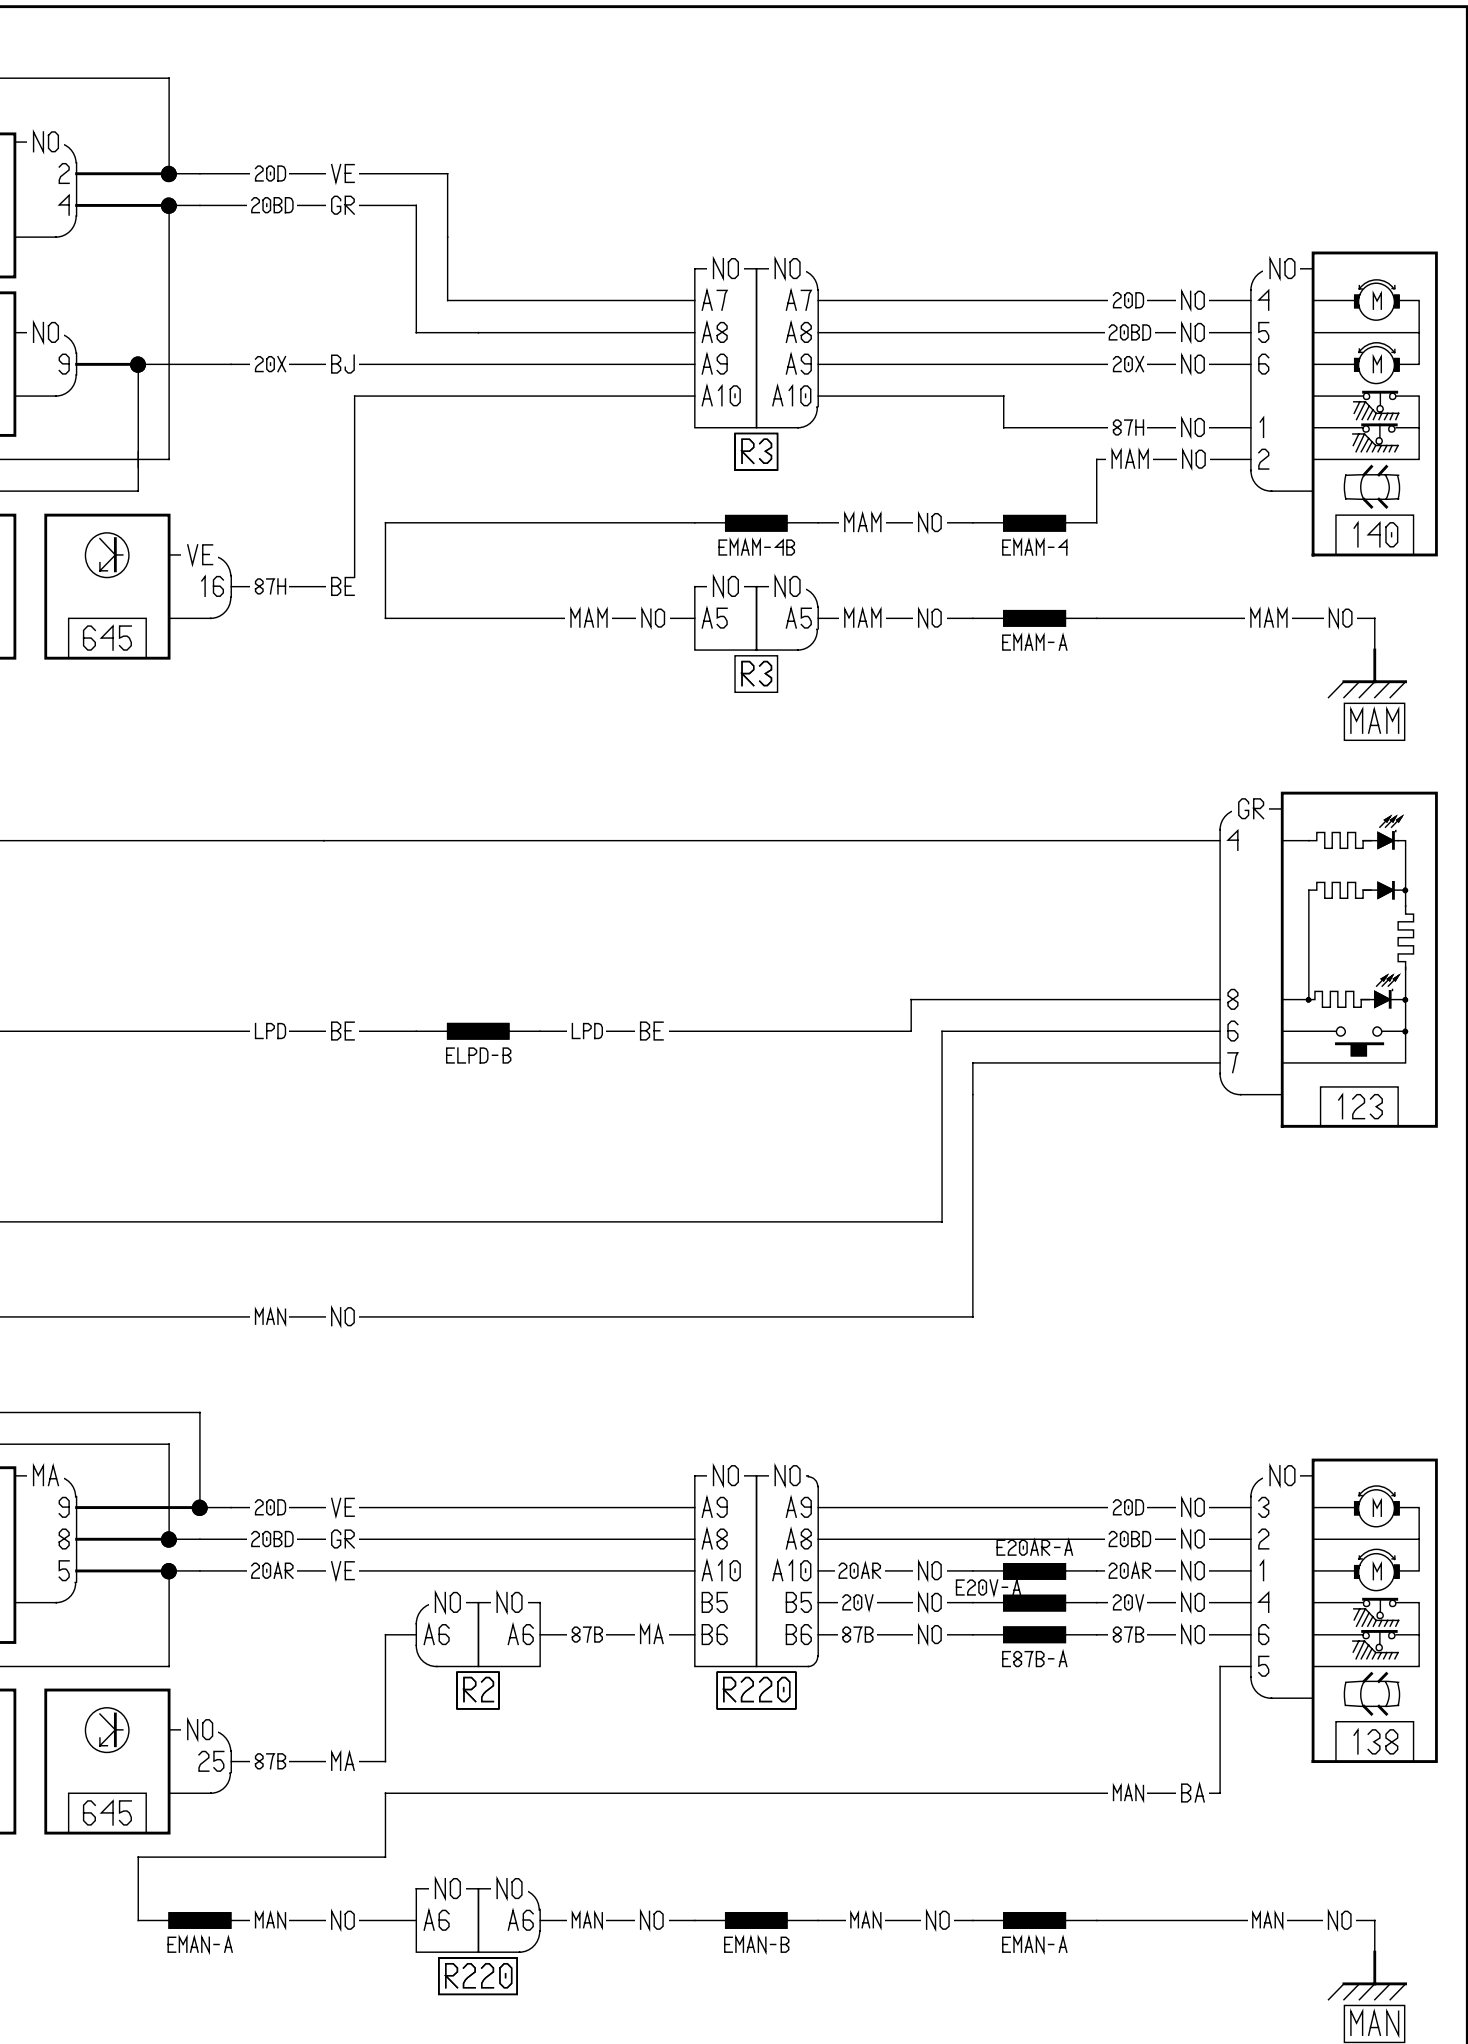 NO
2 20D VE
4 20BD GR
NO NO NO
A7 A7 20D NO 4 M
NO A8 A8 20BD NO 5
9 20X BJ A9 A9 20X NO 6 M
A10 A10
87H NO 1
R3
MAM NO 2
MAM NO
EMAM-4B EMAM-4 140
VE
16 87H BE NO NO
A5 A5
MAM NO MAM NO MAM NO
645 EMAM-A
R3
MAM
GR
4
8
LPD BE LPD BE 6
ELPD-B
7
123
MAN NO
MA NO NO NO
9 20D VE A9 A9 20D NO 3 M
8 20BD GR A8 A8 20BD NO 2
E20AR-A
5 20AR VE A10 A10 20AR NO 20AR NO 1 M
E20V-A
NO NO B5 B5 20V NO 20V NO 4
A6 A6 87B MA B6 B6 87B NO 87B NO 6
E87B-A
5
R2 R220
NO 138
25 87B MA
MAN BA
645
NO NO
MAN NO A6 A6 MAN NO MAN NO MAN NO
EMAN-A EMAN-B EMAN-A
R220
MAN